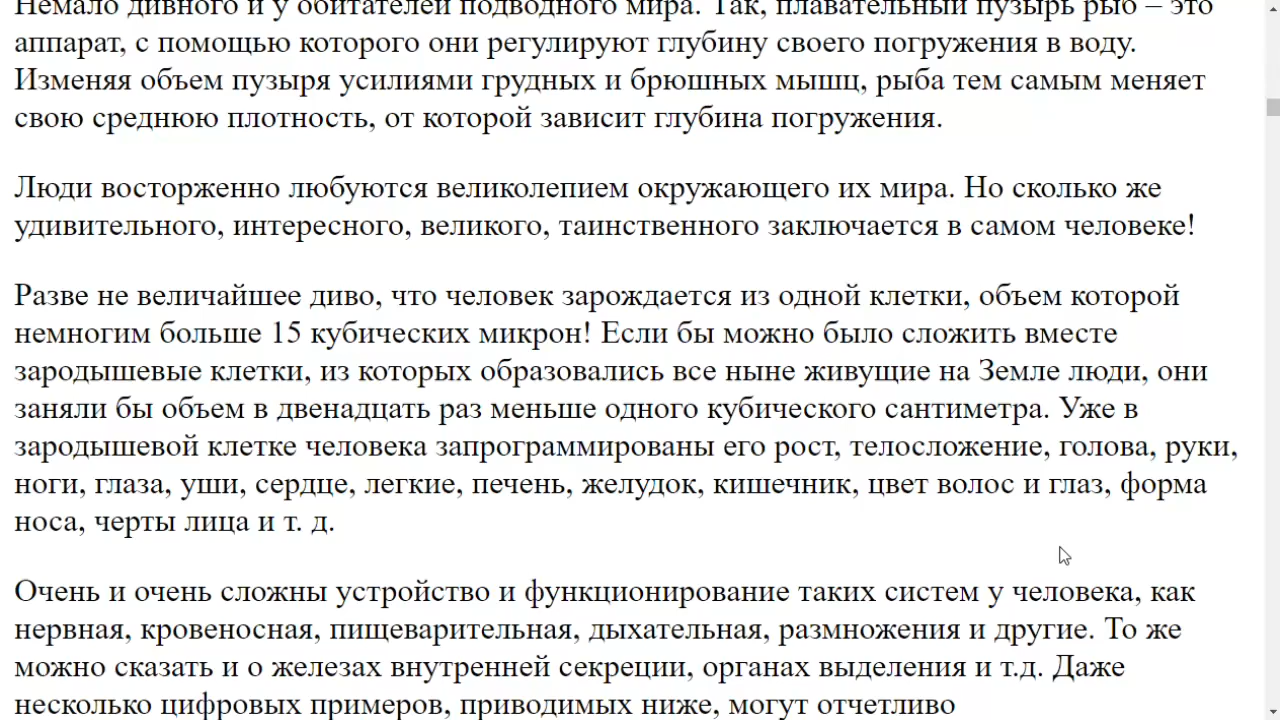 Немало дивного и у обитателей подводного мира. Так, плавательный пузырь рыб – это
аппарат, с помощью которого они регулируют глубину своего погружения в воду.
Изменяя объем пузыря усилиями грудных и брюшных мышц, рыба тем самым меняет
свою среднюю плотность, от которой зависит глубина погружения.
Люди восторженно любуются великолепием окружающего их мира. Но сколько же
удивительного, интересного, великого, таинственного заключается в самом человеке!
Разве не величайшее диво, что человек зарождается из одной клетки, объем которой
немногим больше 15 кубических микрон! Если бы можно было сложить вместе
зародышевые клетки, из которых образовались все ныне живущие на Земле люди, они
заняли бы объем в двенадцать раз меньше одного кубического сантиметра. Уже в
зародышевой клетке человека запрограммированы его рост, телосложение, голова, руки,
ноги, глаза, уши, сердце, легкие, печень, желудок, кишечник, цвет волос и глаз, форма
носа, черты лица и т. д.
Очень и очень сложны устройство и функционирование таких систем у человека, как
нервная, кровеносная, пищеварительная, дыхательная, размножения и другие. То же
можно сказать и о железах внутренней секреции, органах выделения и т.д. Даже
несколько цифровых примеров, приводимых ниже, могут отчетливо